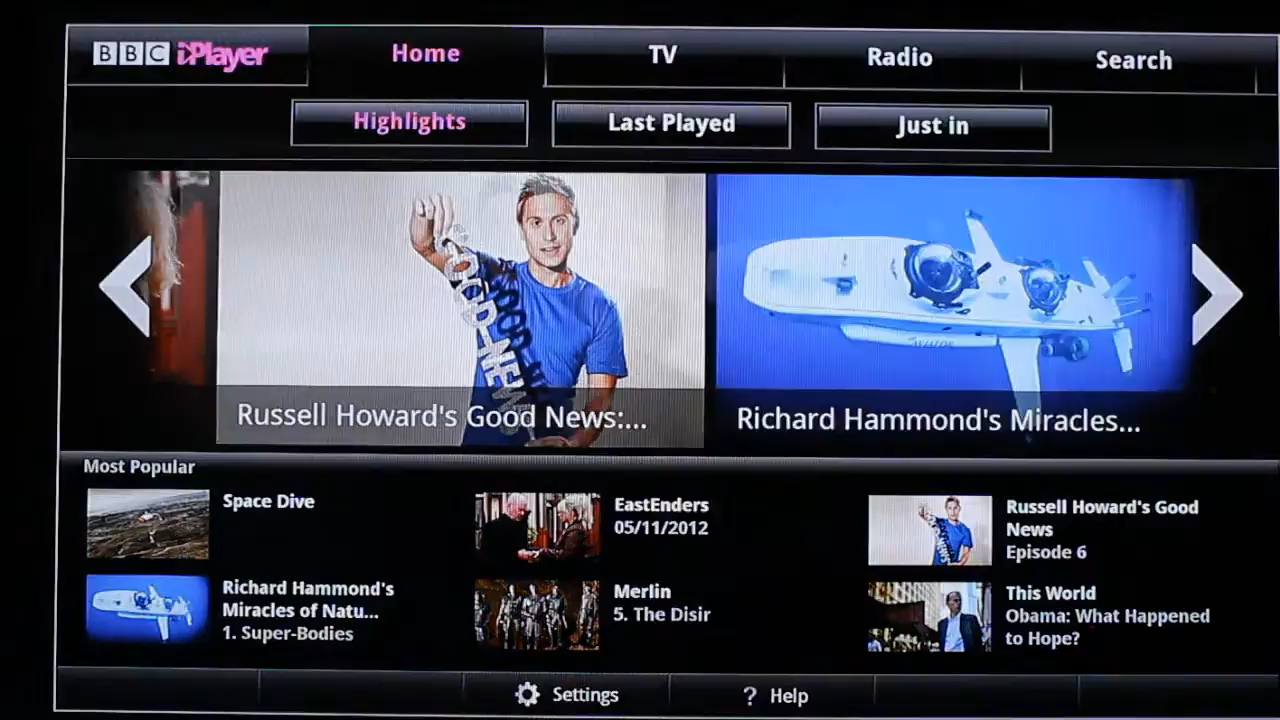 BBC iPlayer
Home
TV
Radio
Search
Highlights
Last Played
Just in
GOOD-NEWS
Russell Howard's Good News:...
Richard Hammond's Miracles...
Most Popular
Space Dive
EastEnders
05/11/2012
Russell Howard's Good
News
Episode 6
Richard Hammond's
Miracles of Natu...
1. Super-Bodies
Merlin
5. The Disir
This World
Obama: What Happened
to Hope?
Settings
? Help